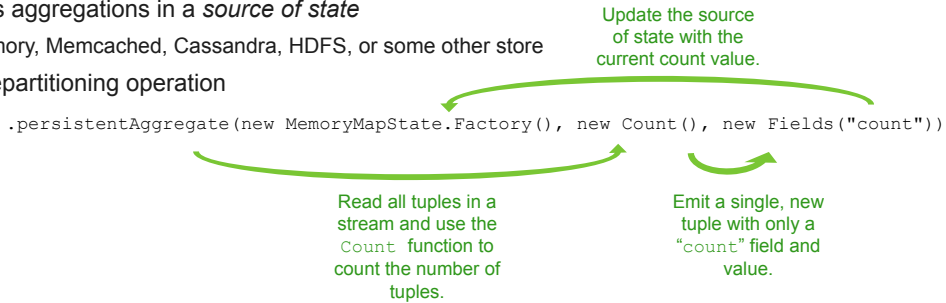 s aggregations in a source of state
mory, Memcached, Cassandra, HDFS, or some other store
epartitioning operation
Update the source
of state with the
current count value.
.persistentAggregate(new MemoryMapState.Factory(), new Count(), new Fields("count"))
Read all tuples in a
stream and use the
Count function to
count the number of
tuples.
Emit a single, new
tuple with only a
“count” field and
value.